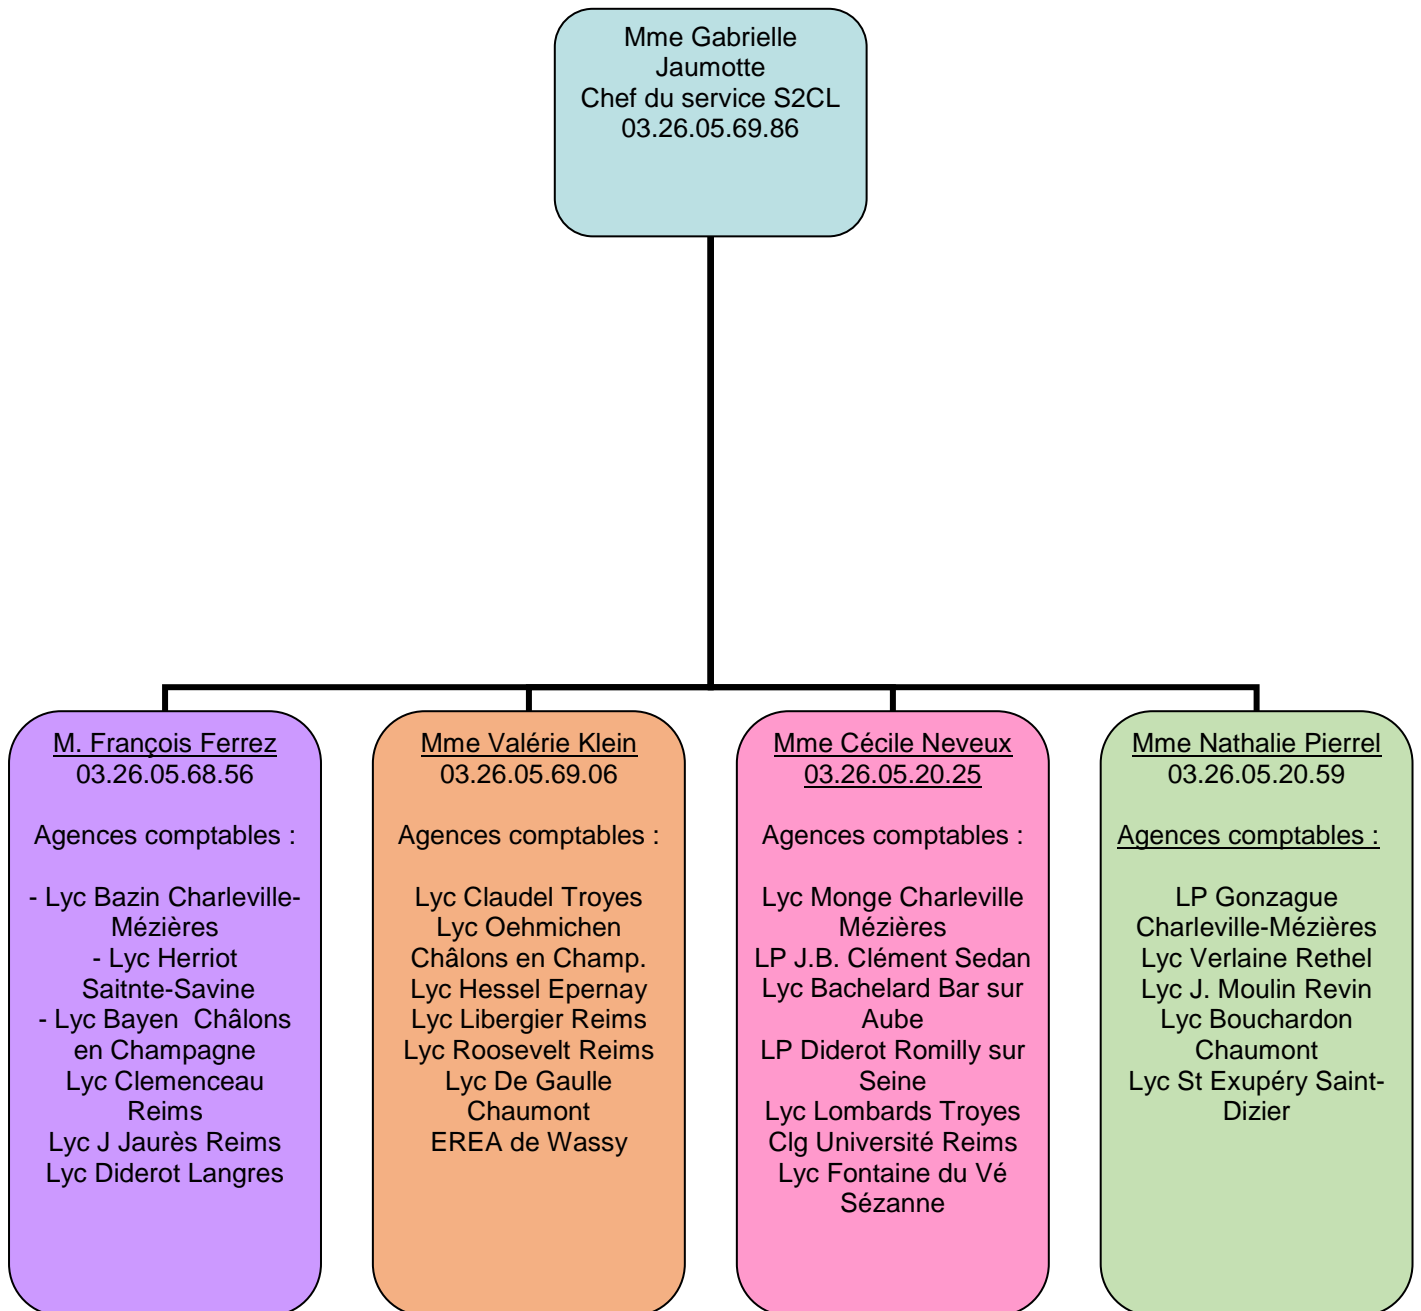 Mme Gabrielle
Jaumotte
Chef du service S2CL
03.26.05.69.86
M. François Ferrez
03.26.05.68.56
Agences comptables :
- Lyc Bazin Charleville-
Mézières
- Lyc Herriot
Saitnte-Savine
- Lyc Bayen  Châlons
en Champagne
Lyc Clemenceau
Reims
Lyc J Jaurès Reims
Lyc Diderot Langres
Mme Valérie Klein
03.26.05.69.06
Agences comptables :
Lyc Claudel Troyes
Lyc Oehmichen
Châlons en Champ.
Lyc Hessel Epernay
Lyc Libergier Reims
Lyc Roosevelt Reims
Lyc De Gaulle
Chaumont
EREA de Wassy
Mme Cécile Neveux
03.26.05.20.25
Agences comptables :
Lyc Monge Charleville
Mézières
LP J.B. Clément Sedan
Lyc Bachelard Bar sur
Aube
LP Diderot Romilly sur
Seine
Lyc Lombards Troyes
Clg Université Reims
Lyc Fontaine du Vé
Sézanne
Mme Nathalie Pierrel
03.26.05.20.59
Agences comptables :
LP Gonzague
Charleville-Mézières
Lyc Verlaine Rethel
Lyc J. Moulin Revin
Lyc Bouchardon
Chaumont
Lyc St Exupéry Saint-
Dizier